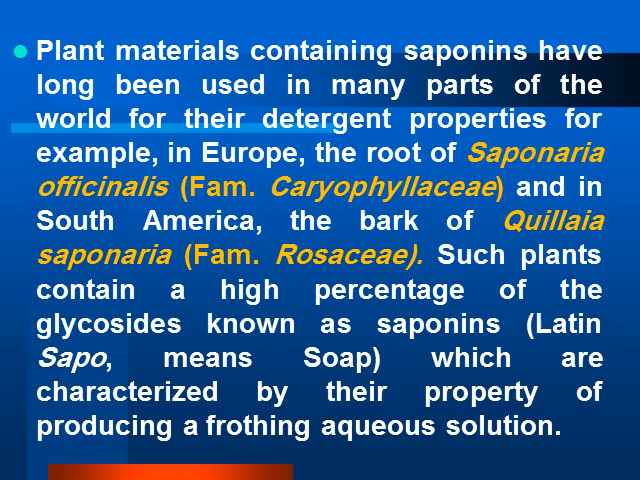 Plant materials containing saponins have
long been used in many parts of the
world for their detergent properties for
example, in Europe, the root of Saponaria
officinalis (Fam. Caryophyllaceae) and in
South America, the bark of Quillaia
saponaria (Fam. Rosaceae). Such plants
contain a high percentage of the
glycosides known as saponins (Latin
Sapo, means Soap) which are
characterized by their property of
producing a frothing aqueous solution.